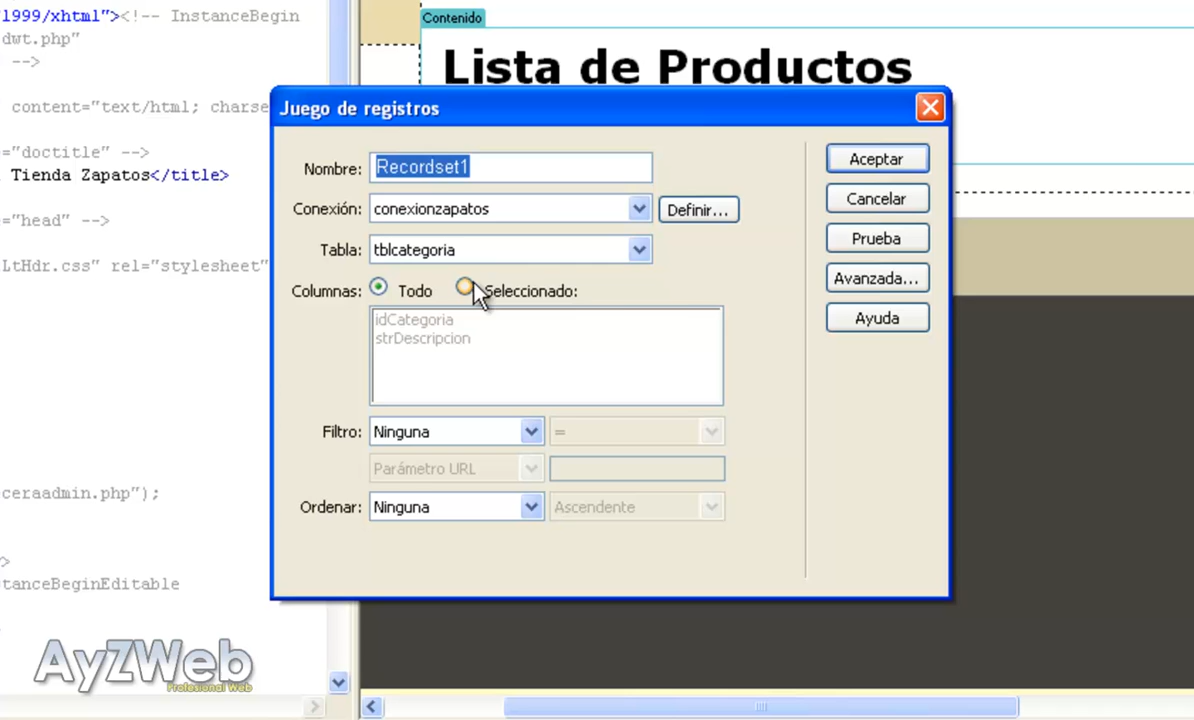 1999/xhtml"><!-- InstanceBegin
dwt.php"
-->
content="text/html; charse
="doctitle" -->
Tienda Zapatos</title>
="head" -->
LtHdr.css" rel="stylesheet"
ceraadmin.php");
>
stanceBeginEditable
Contenido
Lista de Productos
Juego de registros
Nombre: Recordset1
Conexión: conexionzapatos Definir...
Tabla: tblcategoria
Columnas: Todo Seleccionado:
idCategoria
strDescripcion
Filtro: Ninguna =
Parámetro URL
Ordenar: Ninguna Ascendente
Aceptar
Cancelar
Prueba
Avanzada...
Ayuda
AyZWeb
Profesional Web